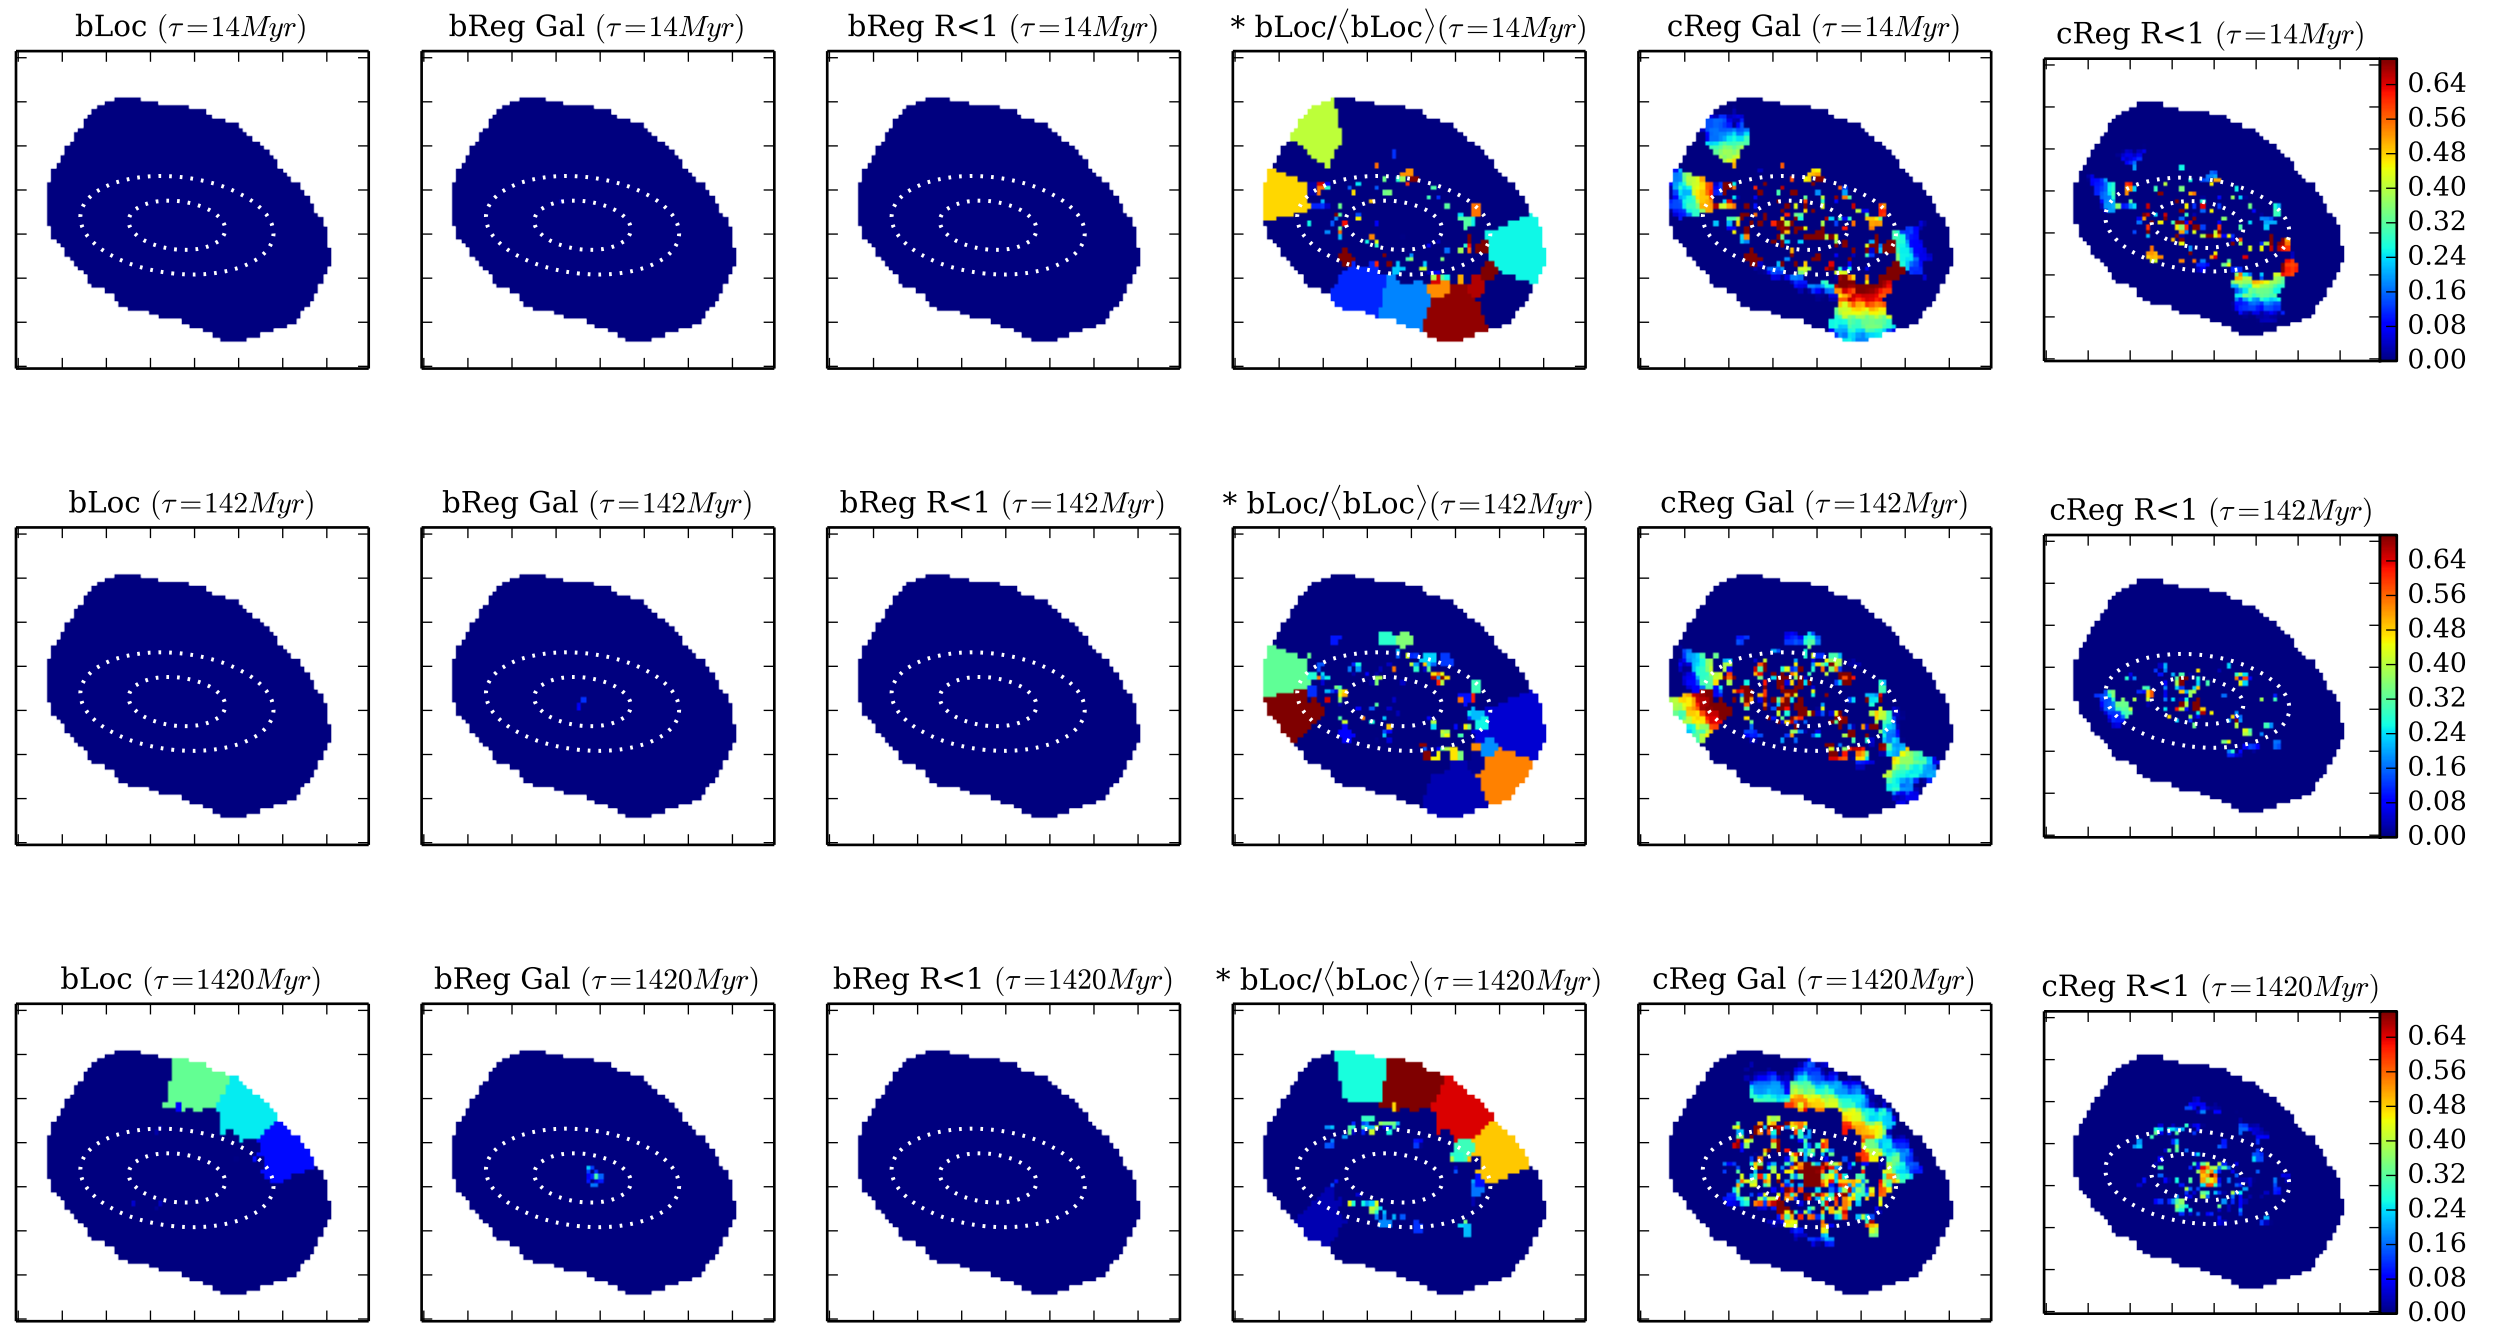 bLoc (τ=14Myr)
bReg Gal (τ=14Myr)
bReg R<1 (τ=14Myr)
* bLoc/⟨bLoc⟩(τ=14Myr)
cReg Gal (τ=14Myr)
cReg R<1 (τ=14Myr)
0.64
0.56
0.48
0.40
0.32
0.24
0.16
0.08
0.00
bLoc (τ=142Myr)
bReg Gal (τ=142Myr)
bReg R<1 (τ=142Myr)
* bLoc/⟨bLoc⟩(τ=142Myr)
cReg Gal (τ=142Myr)
cReg R<1 (τ=142Myr)
0.64
0.56
0.48
0.40
0.32
0.24
0.16
0.08
0.00
bLoc (τ=1420Myr)
bReg Gal (τ=1420Myr)
bReg R<1 (τ=1420Myr)
* bLoc/⟨bLoc⟩(τ=1420Myr)
cReg Gal (τ=1420Myr)
cReg R<1 (τ=1420Myr)
0.64
0.56
0.48
0.40
0.32
0.24
0.16
0.08
0.00